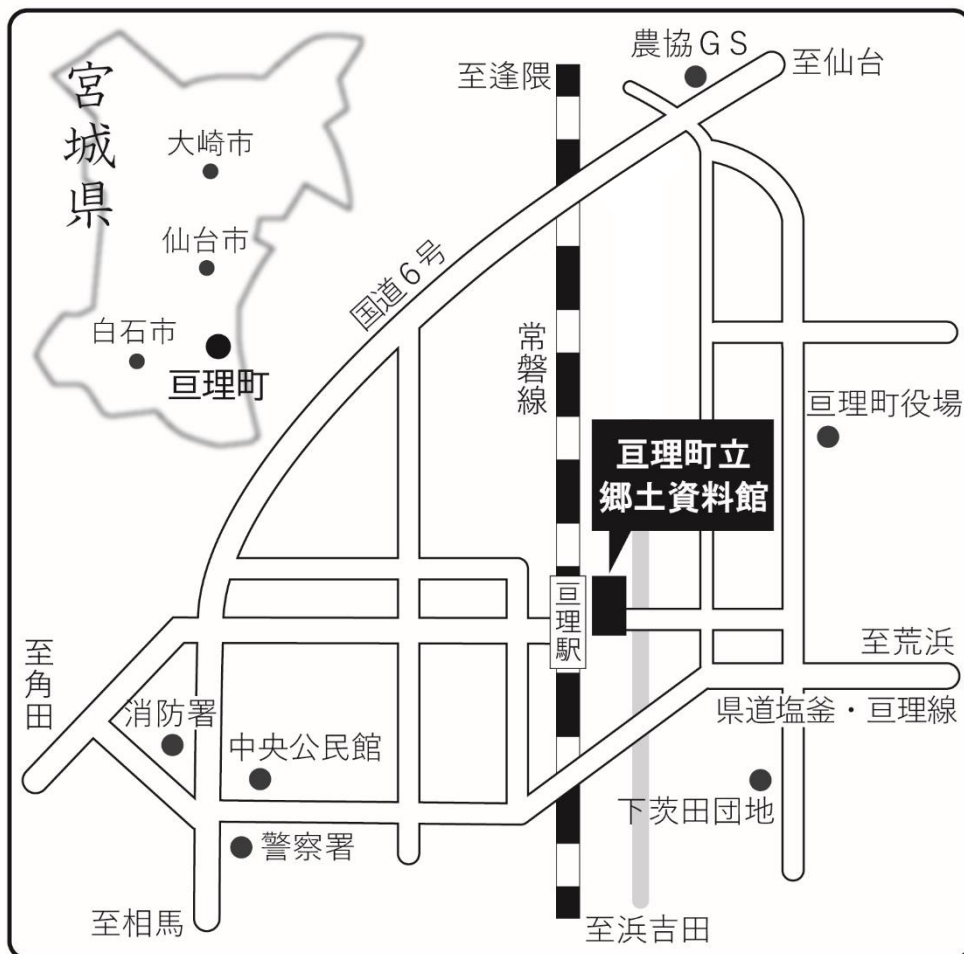 宮城県
大崎市
仙台市
白石市
亘理町
至逢隈
農協GS
至仙台
国道6号
常磐線
亘理町役場
亘理町立
郷土資料館
亘理駅
至角田
消防署
中央公民館
警察署
至相馬
至荒浜
県道塩釜・亘理線
下茨田団地
至浜吉田